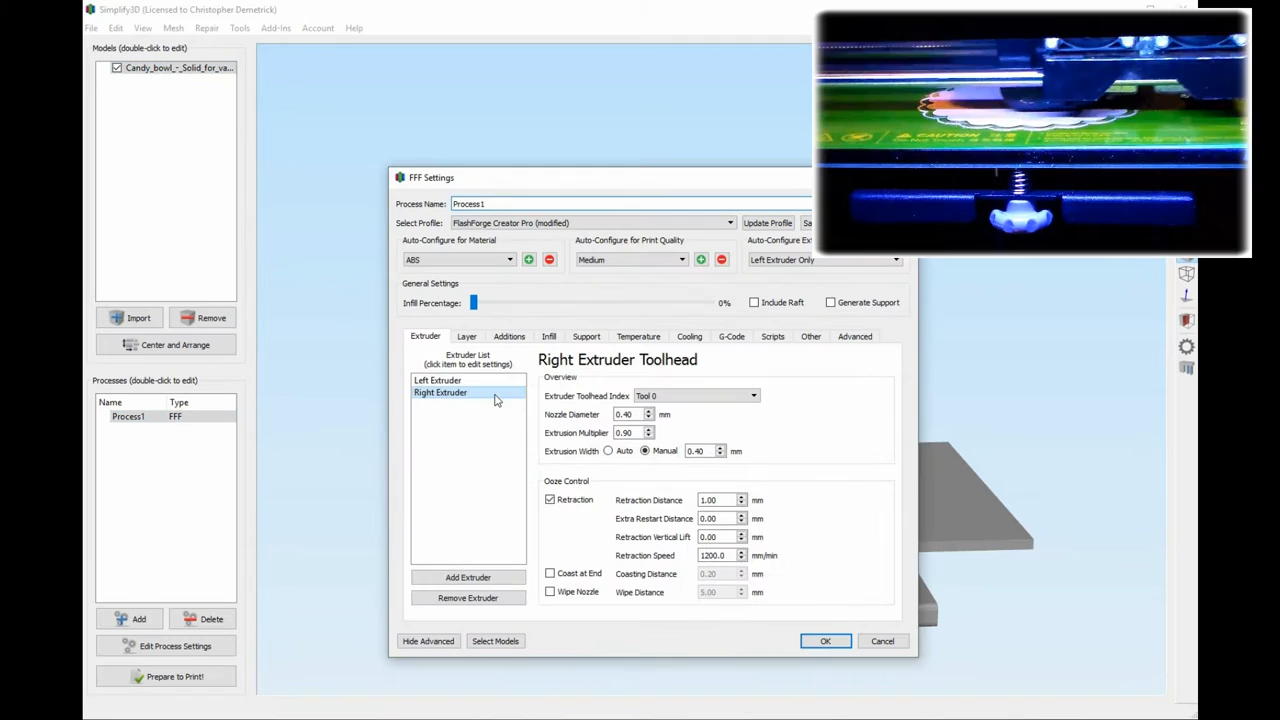 Simplify3D (Licensed to Christopher Demetrick)
File Edit View Mesh Repair Tools Add-Ins Account Help
Models (double-click to edit)
Candy_bowl_-_Solid_for_va...
Import Remove
Center and Arrange
Processes (double-click to edit)
Name Type
Process1 FFF
Add Delete
Edit Process Settings
Prepare to Print!
FFF Settings
Process Name: Process1
Select Profile: FlashForge Creator Pro (modified) Update Profile
Auto-Configure for Material Auto-Configure for Print Quality
ABS Medium Left Extruder Only
General Settings
Infill Percentage: 0% Include Raft Generate Support
Extruder Layer Additions Infill Support Temperature Cooling G-Code Scripts Other Advanced
Extruder List
(click item to edit settings)
Left Extruder
Right Extruder
Add Extruder
Remove Extruder
Right Extruder Toolhead
Overview
Extruder Toolhead Index Tool 0
Nozzle Diameter 0.40 mm
Extrusion Multiplier 0.90
Extrusion Width Auto Manual 0.40 mm
Ooze Control
Retraction Retraction Distance 1.00 mm
Extra Restart Distance 0.00 mm
Retraction Vertical Lift 0.00 mm
Retraction Speed 1200.0 mm/min
Coast at End Coasting Distance 0.20 mm
Wipe Nozzle Wipe Distance 5.00 mm
Hide Advanced Select Models OK Cancel
CAUTION